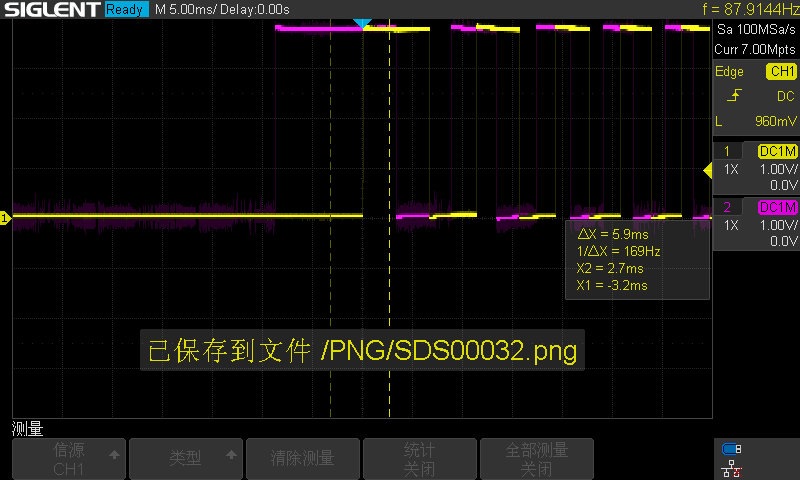 SIGLENT Ready M 5.00ms/ Delay:0.00s f = 87.9144Hz
Sa 100MSa/s
Curr 7.00Mpts
Edge CH1
DC
L 960mV
1 DC1M
1X 1.00V/
0.0V
2 DC1M
1X 1.00V/
0.0V
1
ΔX = 5.9ms
1/ΔX = 169Hz
X2 = 2.7ms
X1 = -3.2ms
已保存到文件 /PNG/SDS00032.png
测量
信源 类型 清除测量 统计 全部测量
CH1 关闭 关闭